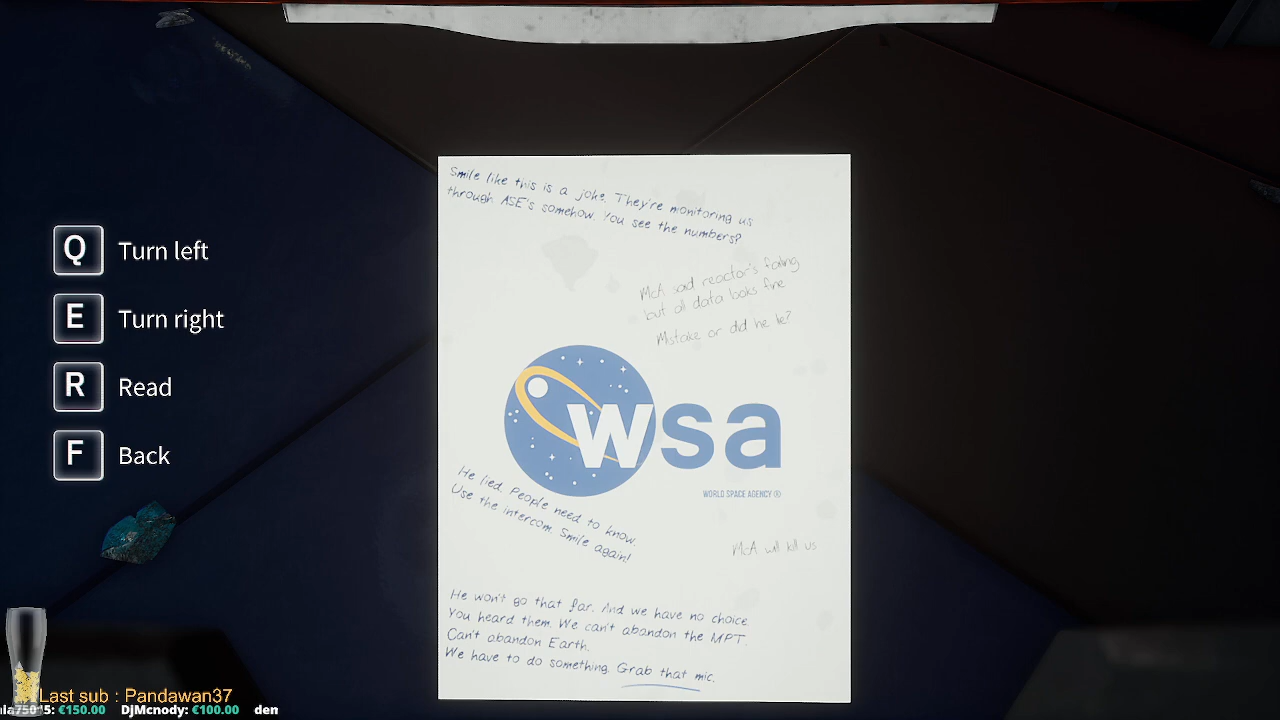 Smile like this is a joke. They're monitoring us
through ASE's somehow. You see the numbers?
McA said reactor's failing
but all data looks fine
Mistake or did he lie?
Q Turn left
E Turn right
R Read
F Back
wsa
WORLD SPACE AGENCY ®
He lied. People need to know.
Use the intercom. Smile again!
McA will kill us
He won't go that far. And we have no choice
You heard them. We can't abandon the MPT.
Can't abandon Earth.
We have to do something. Grab that mic.
Last sub : Pandawan37
la75015: €150.00 DjMcnody: €100.00 den